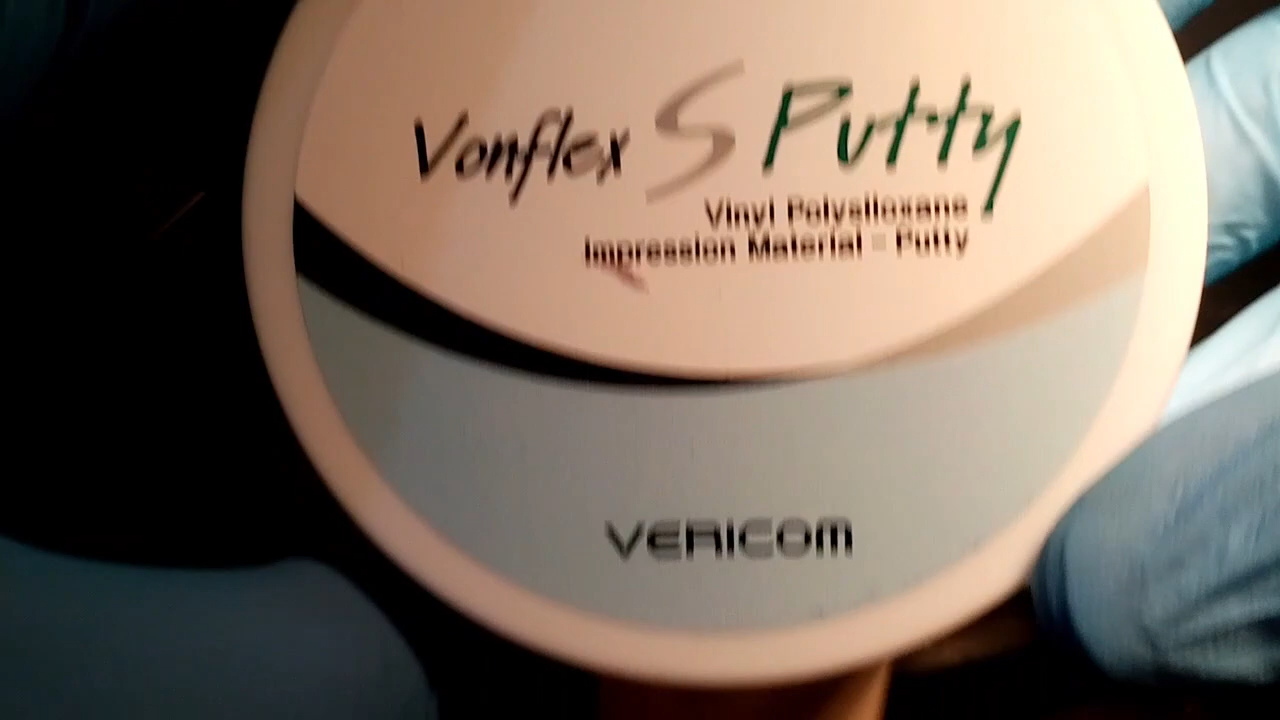 Vonflex S Putty
Vinyl Polysiloxane
Impression Material - Putty
VERICOM